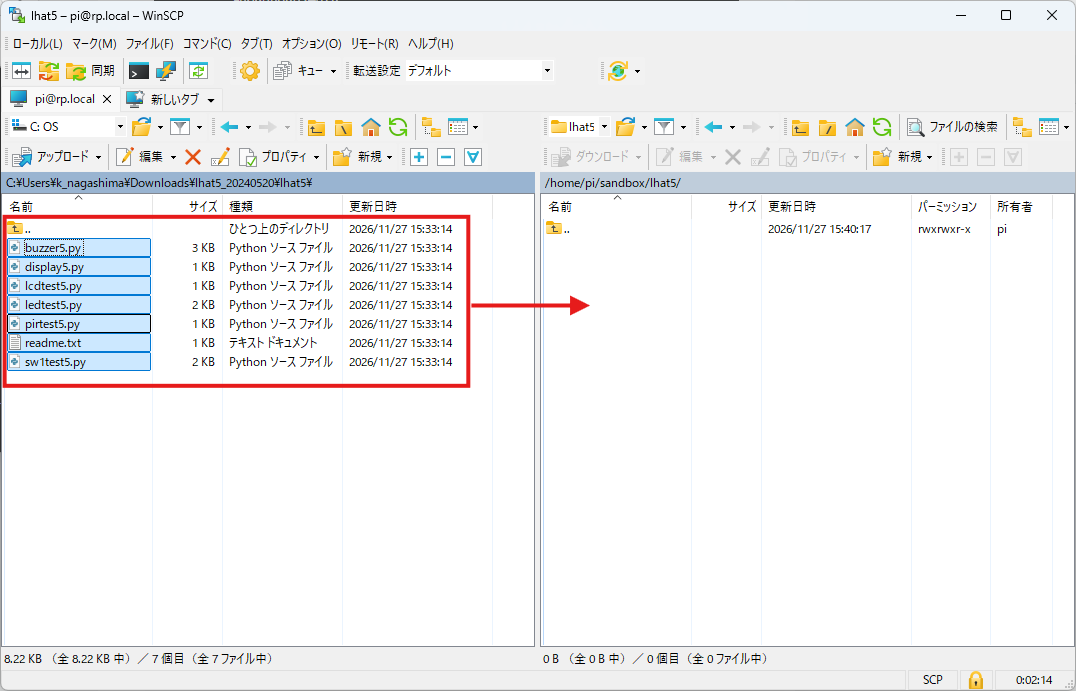 lhat5 – pi@rp.local – WinSCP
ローカル(L) マーク(M) ファイル(F) コマンド(C) タブ(T) オプション(O) リモート(R) ヘルプ(H)
同期 キュー 転送設定 デフォルト
pi@rp.local 新しいタブ
C: OS
アップロード 編集 プロパティ 新規
C:¥Users¥k_nagashima¥Downloads¥lhat5_20240520¥lhat5¥
名前 サイズ 種類 更新日時
.. ひとつ上のディレクトリ 2026/11/27 15:33:14
buzzer5.py 3 KB Python ソース ファイル 2026/11/27 15:33:14
display5.py 1 KB Python ソース ファイル 2026/11/27 15:33:14
lcdtest5.py 1 KB Python ソース ファイル 2026/11/27 15:33:14
ledtest5.py 2 KB Python ソース ファイル 2026/11/27 15:33:14
pirtest5.py 1 KB Python ソース ファイル 2026/11/27 15:33:14
readme.txt 1 KB テキスト ドキュメント 2026/11/27 15:33:14
sw1test5.py 2 KB Python ソース ファイル 2026/11/27 15:33:14
8.22 KB （全 8.22 KB 中）／ 7 個目 （全 7 ファイル中）
lhat5 ファイルの検索
ダウンロード 編集 プロパティ 新規
/home/pi/sandbox/lhat5/
名前 サイズ 更新日時 パーミッション 所有者
.. 2026/11/27 15:40:17 rwxrwxr-x pi
0 B （全 0 B 中）／ 0 個目 （全 0 ファイル中）
SCP 0:02:14